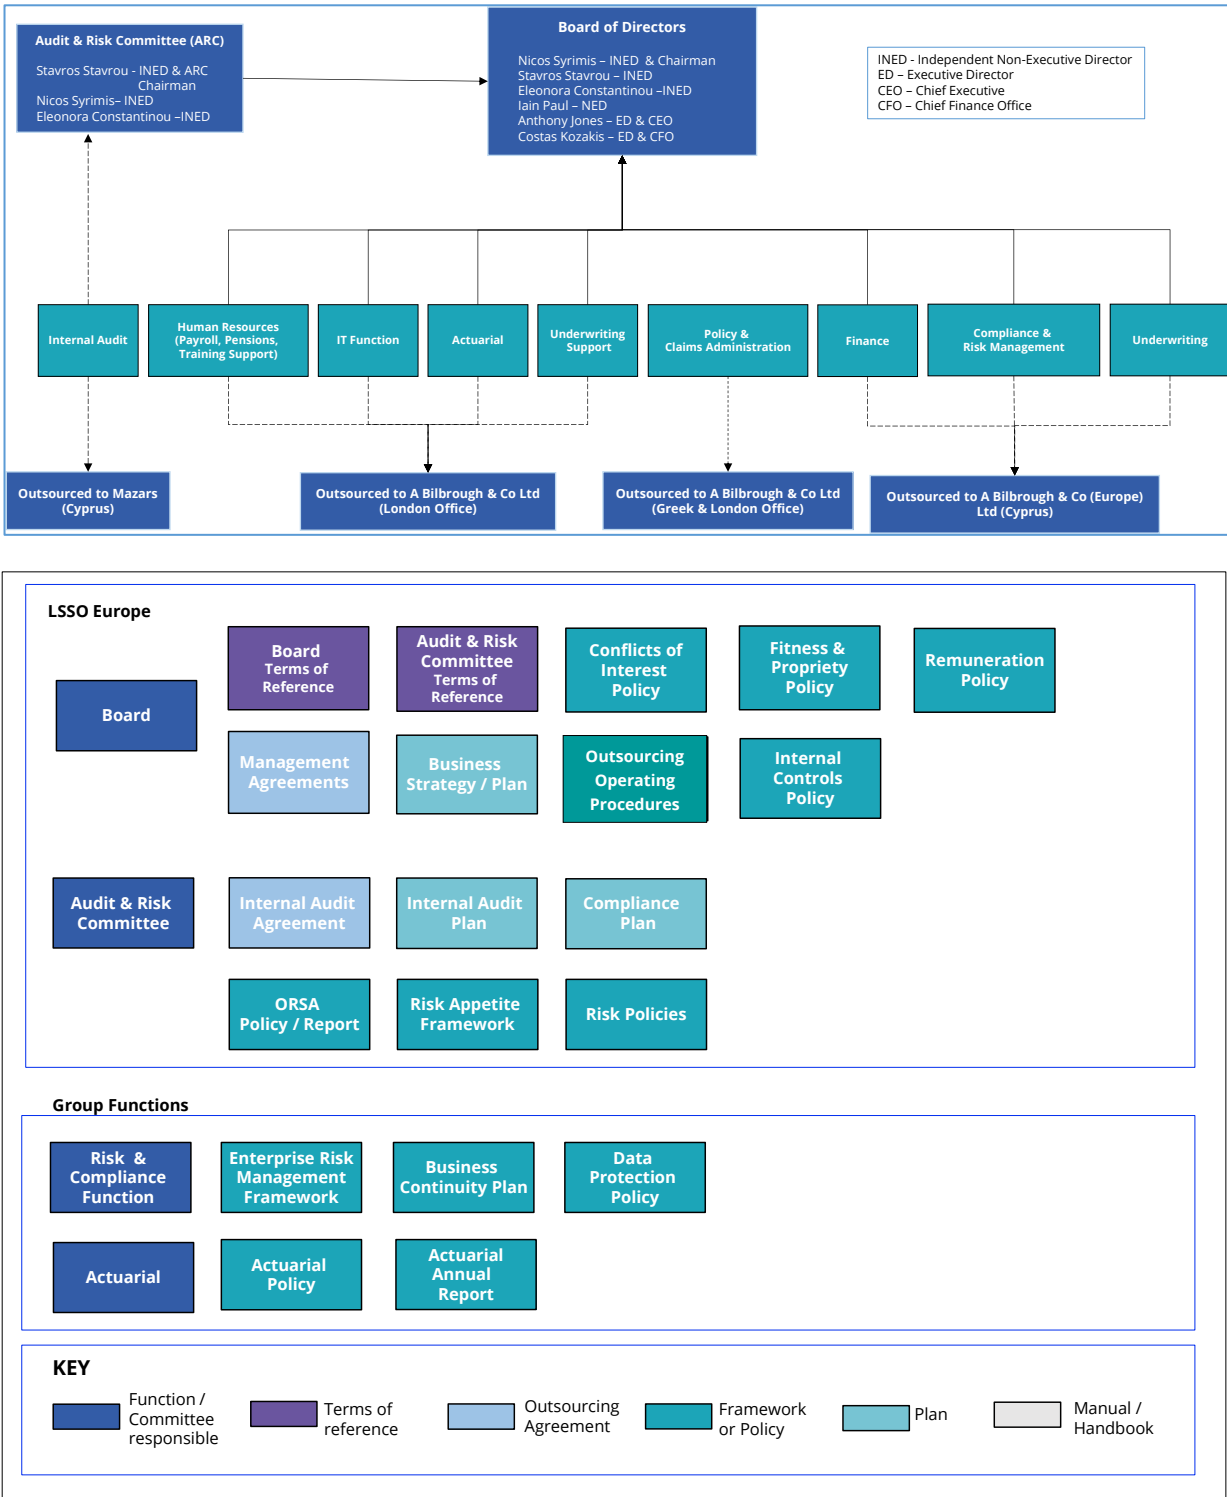 Audit & Risk Committee (ARC)
Stavros Stavrou - INED & ARC
Chairman
Nicos Syrimis– INED
Eleonora Constantinou –INED
Board of Directors
Nicos Syrimis – INED & Chairman
Stavros Stavrou – INED
Eleonora Constantinou –INED
Iain Paul – NED
Anthony Jones – ED & CEO
Costas Kozakis – ED & CFO
INED - Independent Non-Executive Director
ED – Executive Director
CEO – Chief Executive
CFO – Chief Finance Office
Internal Audit
Human Resources
(Payroll, Pensions,
Training Support)
IT Function
Actuarial
Underwriting
Support
Policy &
Claims Administration
Finance
Compliance &
Risk Management
Underwriting
Outsourced to Mazars
(Cyprus)
Outsourced to A Bilbrough & Co Ltd
(London Office)
Outsourced to A Bilbrough & Co Ltd
(Greek & London Office)
Outsourced to A Bilbrough & Co (Europe)
Ltd (Cyprus)
LSSO Europe
Board
Board
Terms of
Reference
Audit & Risk
Committee
Terms of
Reference
Conflicts of
Interest
Policy
Fitness &
Propriety
Policy
Remuneration
Policy
Management
Agreements
Business
Strategy / Plan
Outsourcing
Operating
Procedures
Internal
Controls
Policy
Audit & Risk
Committee
Internal Audit
Agreement
Internal Audit
Plan
Compliance
Plan
ORSA
Policy / Report
Risk Appetite
Framework
Risk Policies
Group Functions
Risk &
Compliance
Function
Enterprise Risk
Management
Framework
Business
Continuity Plan
Data
Protection
Policy
Actuarial
Actuarial
Policy
Actuarial
Annual
Report
KEY
Function /
Committee
responsible
Terms of
reference
Outsourcing
Agreement
Framework
or Policy
Plan
Manual /
Handbook